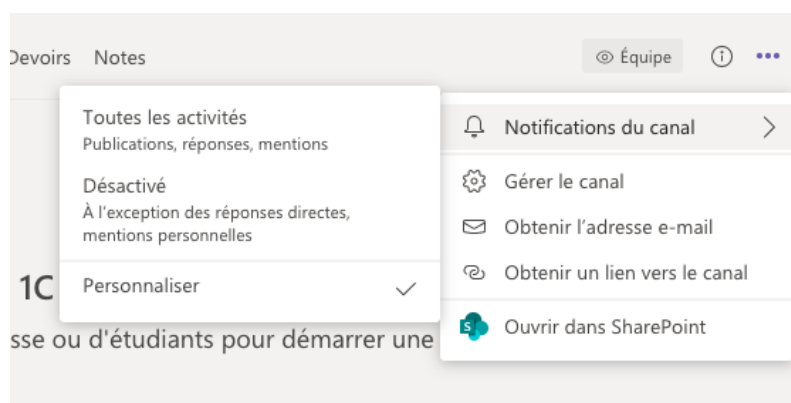 Devoirs Notes
Équipe
Toutes les activités
Publications, réponses, mentions
Désactivé
À l'exception des réponses directes,
mentions personnelles
Personnaliser
Notifications du canal
Gérer le canal
Obtenir l’adresse e-mail
Obtenir un lien vers le canal
Ouvrir dans SharePoint
1C
sse ou d'étudiants pour démarrer une